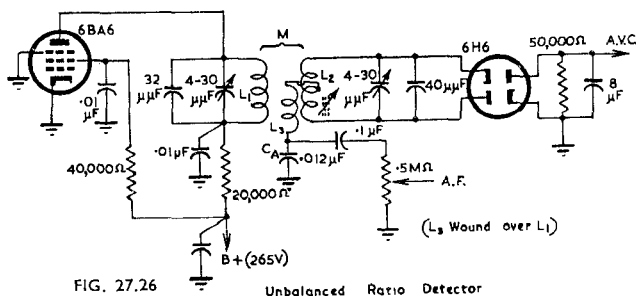 6BA6
.01
μF
32
μμF
4-30
μμF
L₁
M
L₂
4-30
μμF
40μμF
6H6
50,000Ω
A.V.C.
8
μF
L₃
.01μF
C_A
.012μF
.1μF
40,000Ω
20,000Ω
.5MΩ
A.F.
(L₃ Wound over L₁)
B+(265V)
FIG. 27.26
Unbalanced Ratio Detector